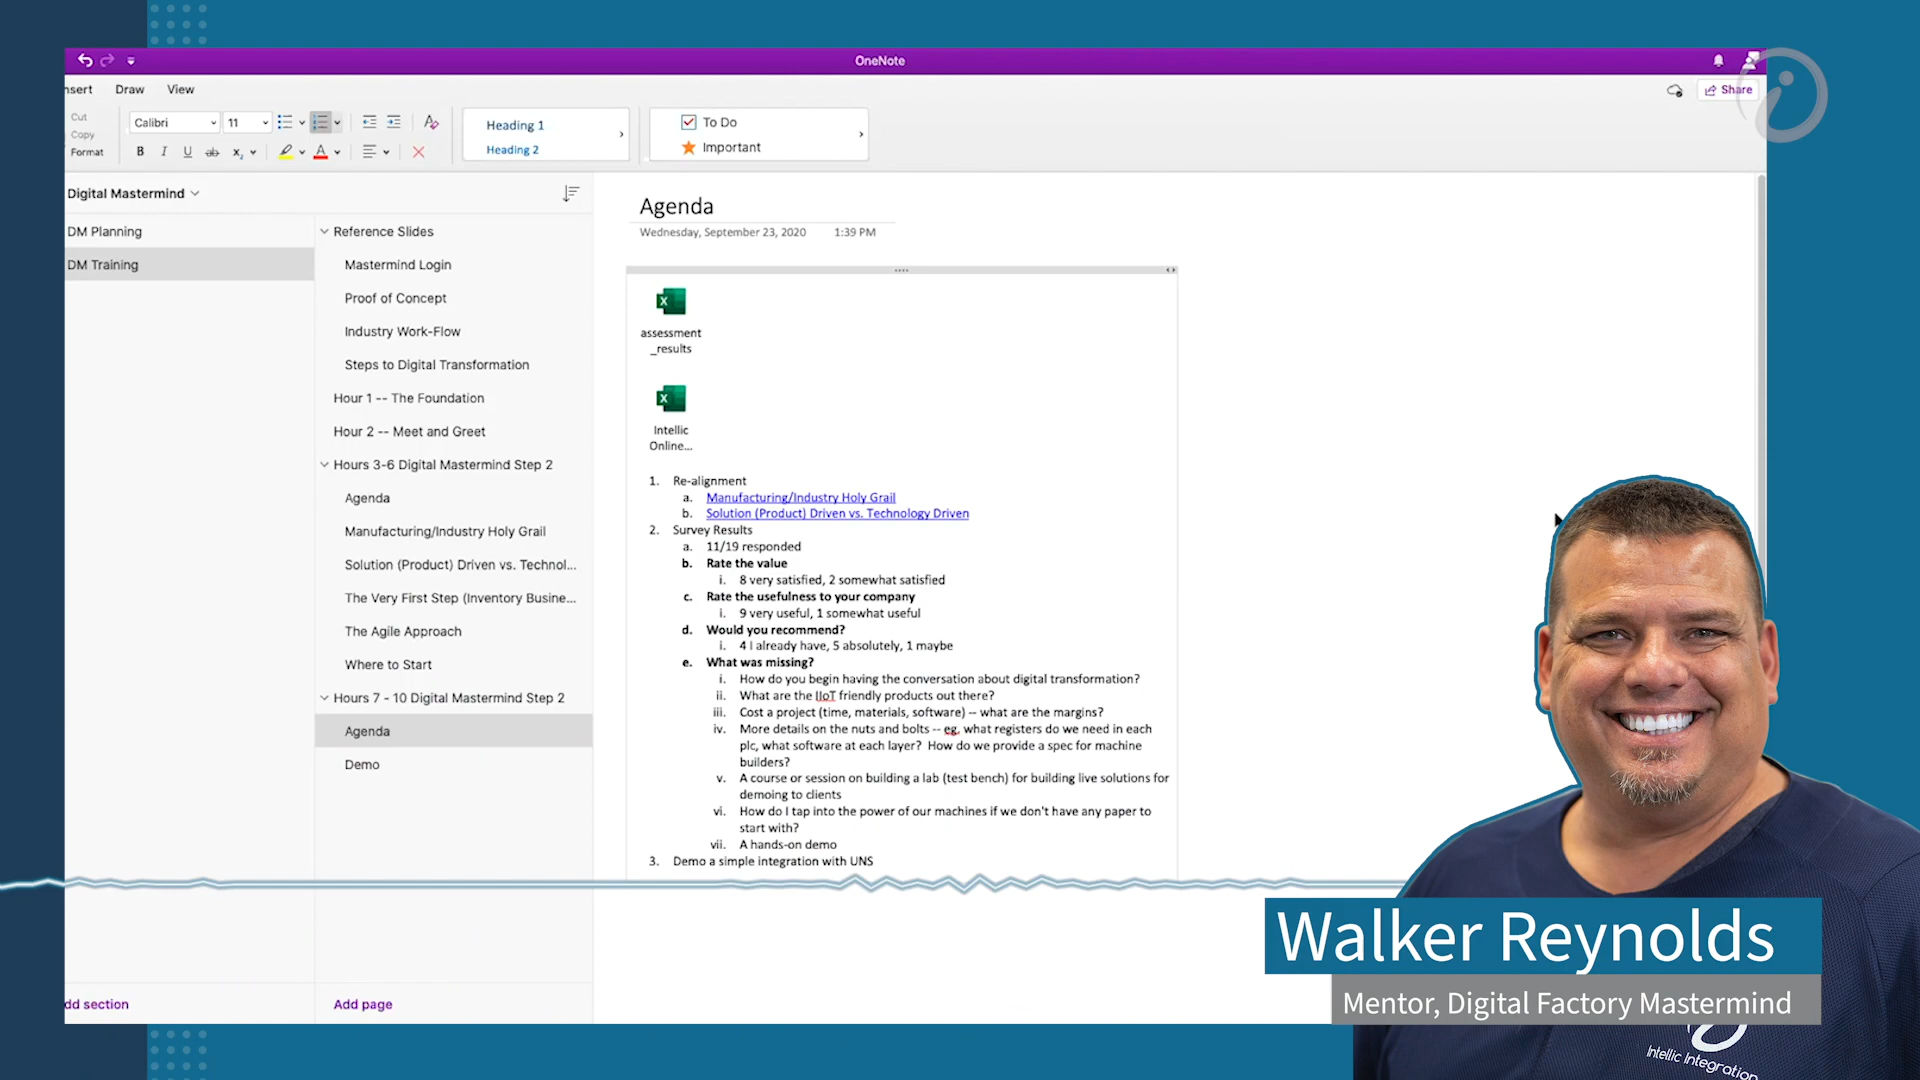 OneNote
nsert Draw View
Share
Cut
Copy
Format
Calibri 11
B I U ab x₂ A
Heading 1
Heading 2
To Do
Important
Digital Mastermind
DM Planning
DM Training
dd section
Reference Slides
Mastermind Login
Proof of Concept
Industry Work-Flow
Steps to Digital Transformation
Hour 1 -- The Foundation
Hour 2 -- Meet and Greet
Hours 3-6 Digital Mastermind Step 2
Agenda
Manufacturing/Industry Holy Grail
Solution (Product) Driven vs. Technol...
The Very First Step (Inventory Busine...
The Agile Approach
Where to Start
Hours 7 - 10 Digital Mastermind Step 2
Agenda
Demo
Add page
Agenda
Wednesday, September 23, 2020 1:39 PM
assessment
_results
Intellic
Online...
1. Re-alignment
a. Manufacturing/Industry Holy Grail
b. Solution (Product) Driven vs. Technology Driven
2. Survey Results
a. 11/19 responded
b. Rate the value
i. 8 very satisfied, 2 somewhat satisfied
c. Rate the usefulness to your company
i. 9 very useful, 1 somewhat useful
d. Would you recommend?
i. 4 I already have, 5 absolutely, 1 maybe
e. What was missing?
i. How do you begin having the conversation about digital transformation?
ii. What are the IIoT friendly products out there?
iii. Cost a project (time, materials, software) -- what are the margins?
iv. More details on the nuts and bolts -- eg. what registers do we need in each
plc, what software at each layer? How do we provide a spec for machine
builders?
v. A course or session on building a lab (test bench) for building live solutions for
demoing to clients
vi. How do I tap into the power of our machines if we don't have any paper to
start with?
vii. A hands-on demo
3. Demo a simple integration with UNS
Walker Reynolds
Mentor, Digital Factory Mastermind
Intellic Integration